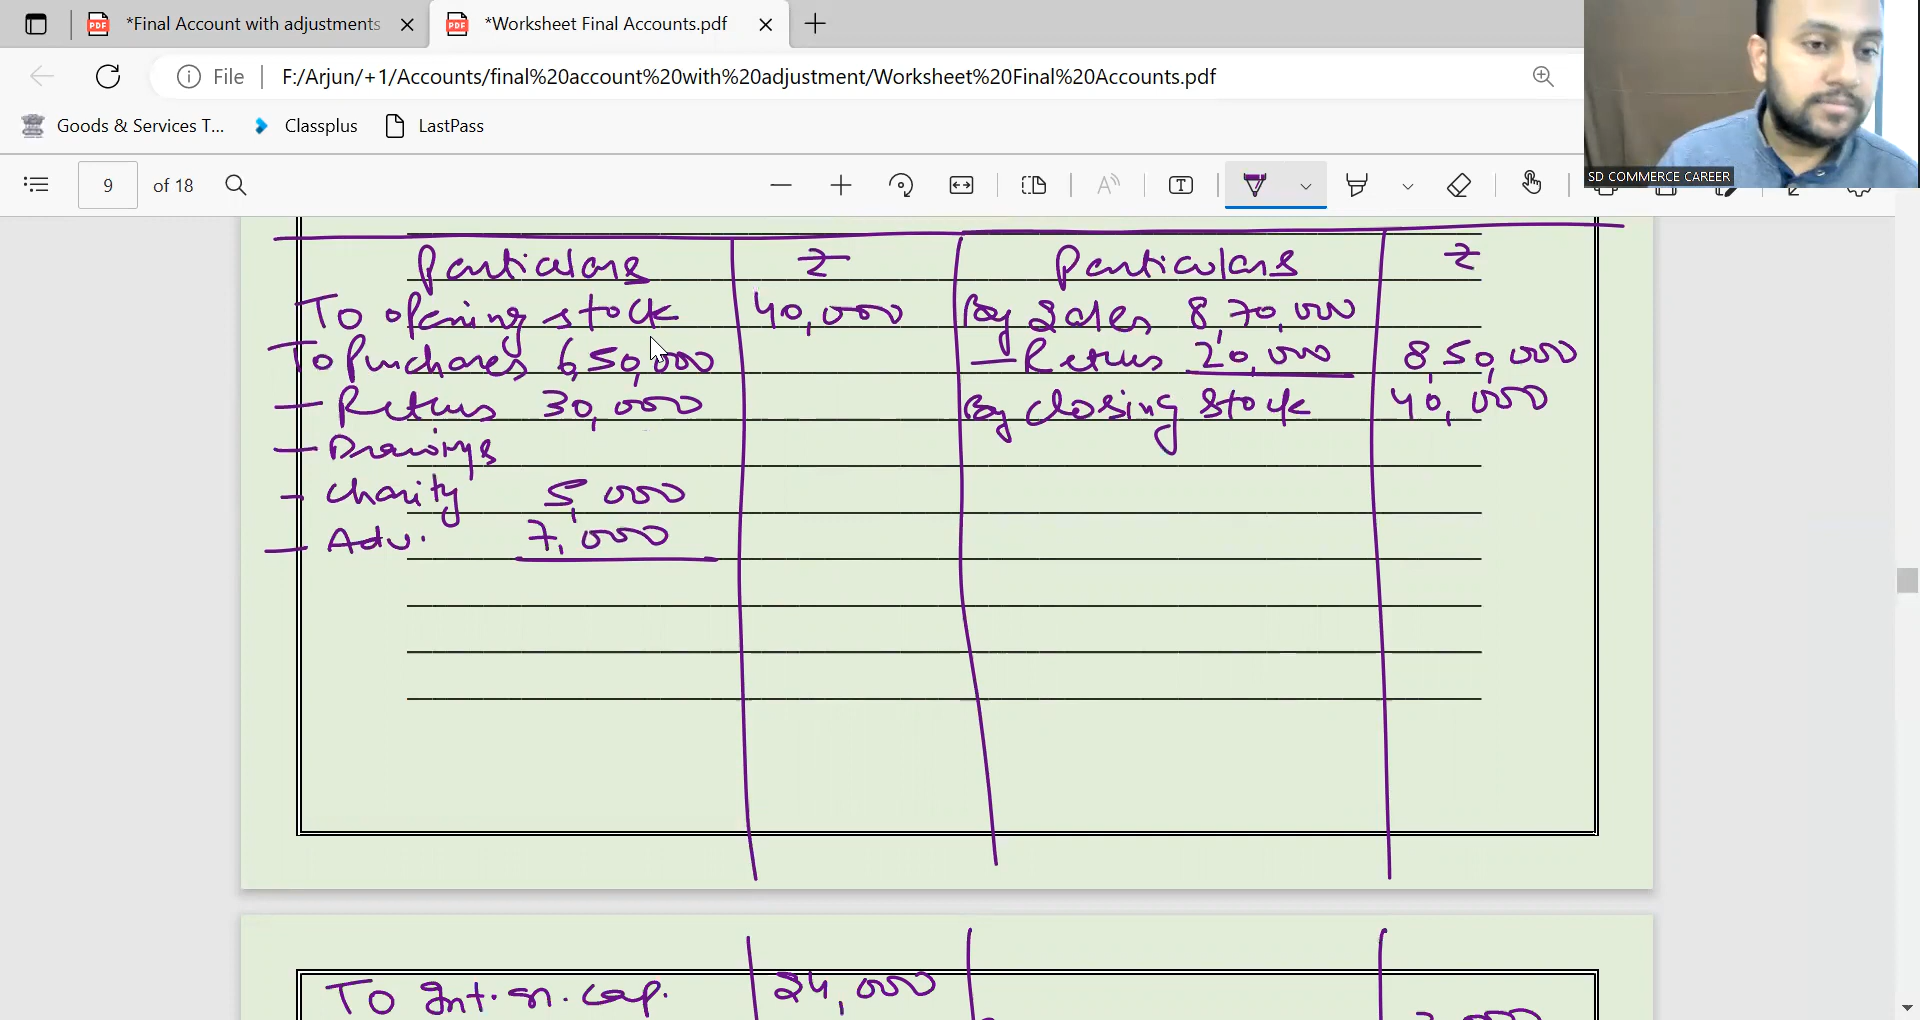 *Final Account with adjustments
*Worksheet Final Accounts.pdf
File
F:/Arjun/+1/Accounts/final%20account%20with%20adjustment/Worksheet%20Final%20Accounts.pdf
Goods & Services T...
Classplus
LastPass
9 of 18
SD COMMERCE CAREER
Particulars ₹ Particulars ₹
To opening stock 40,000 By Sales 8,70,000
To Purchases 6,50,000 — Returns 20,000 8,50,000
— Returns 30,000 By closing stock 40,000
— Drawings
- Charity 5,000
— Adv. 7,000
To Int. on. cap. 24,000